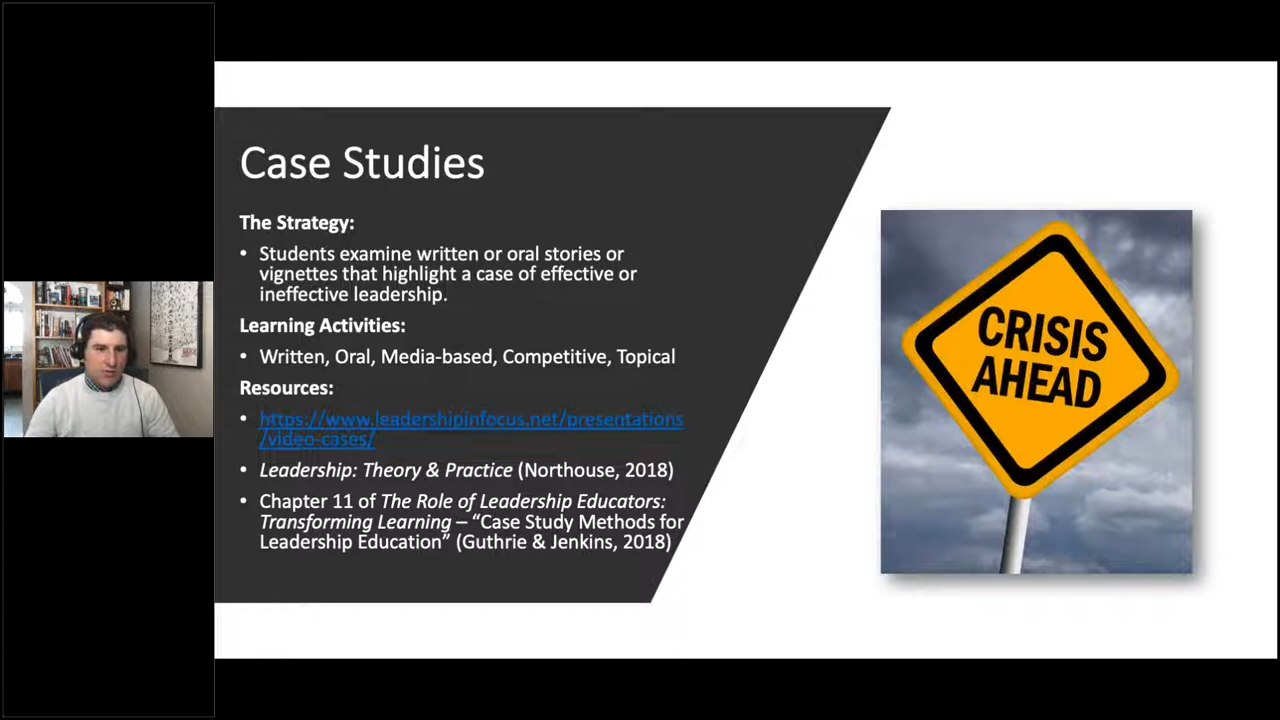 Case Studies
The Strategy:
• Students examine written or oral stories or
vignettes that highlight a case of effective or
ineffective leadership.
Learning Activities:
• Written, Oral, Media-based, Competitive, Topical
Resources:
• https://www.leadershipinfocus.net/presentations
/video-cases/
• Leadership: Theory & Practice (Northouse, 2018)
• Chapter 11 of The Role of Leadership Educators:
Transforming Learning – “Case Study Methods for
Leadership Education” (Guthrie & Jenkins, 2018)
CRISIS
AHEAD